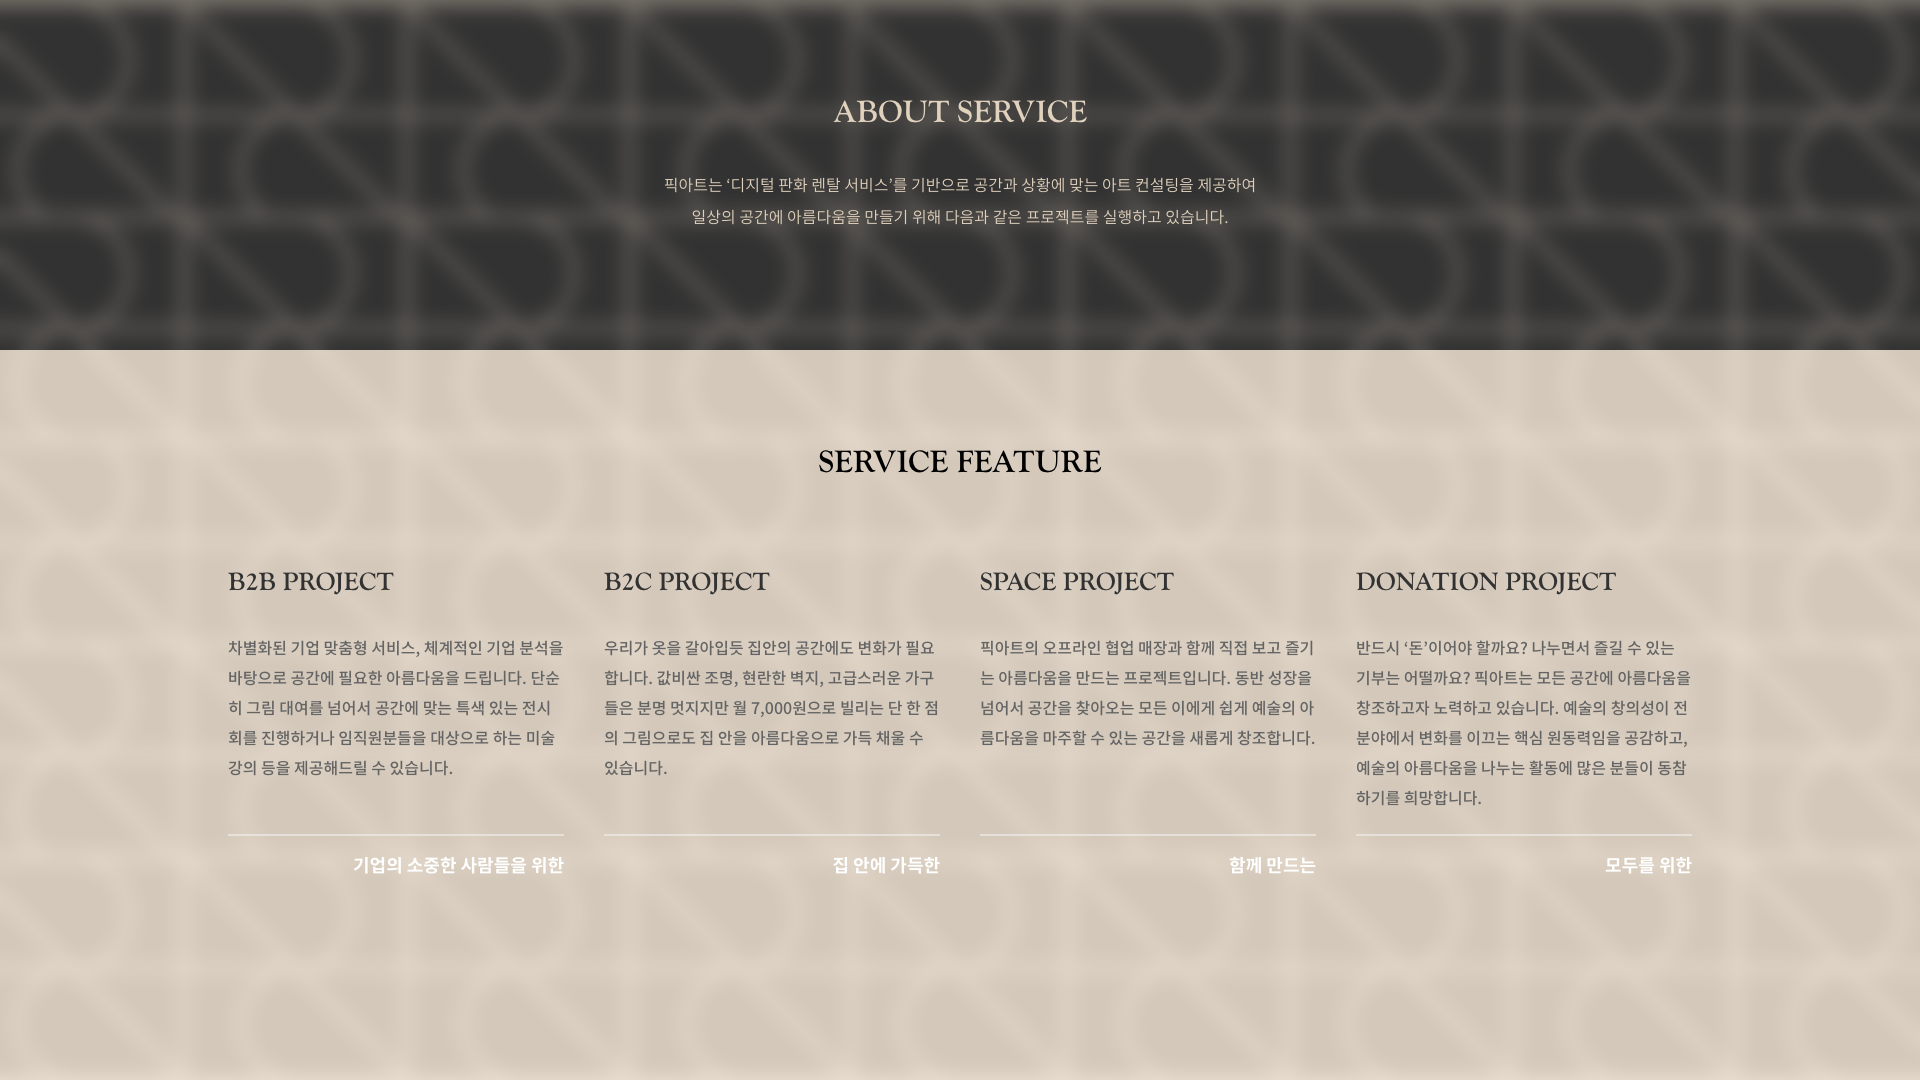 ABOUT SERVICE
픽아트는 ‘디지털 판화 렌탈 서비스’를 기반으로 공간과 상황에 맞는 아트 컨설팅을 제공하여
일상의 공간에 아름다움을 만들기 위해 다음과 같은 프로젝트를 실행하고 있습니다.
SERVICE FEATURE
B2B PROJECT
차별화된 기업 맞춤형 서비스, 체계적인 기업 분석을
바탕으로 공간에 필요한 아름다움을 드립니다. 단순
히 그림 대여를 넘어서 공간에 맞는 특색 있는 전시
회를 진행하거나 임직원분들을 대상으로 하는 미술
강의 등을 제공해드릴 수 있습니다.
기업의 소중한 사람들을 위한
B2C PROJECT
우리가 옷을 갈아입듯 집안의 공간에도 변화가 필요
합니다. 값비싼 조명, 현란한 벽지, 고급스러운 가구
들은 분명 멋지지만 월 7,000원으로 빌리는 단 한 점
의 그림으로도 집 안을 아름다움으로 가득 채울 수
있습니다.
집 안에 가득한
SPACE PROJECT
픽아트의 오프라인 협업 매장과 함께 직접 보고 즐기
는 아름다움을 만드는 프로젝트입니다. 동반 성장을
넘어서 공간을 찾아오는 모든 이에게 쉽게 예술의 아
름다움을 마주할 수 있는 공간을 새롭게 창조합니다.
함께 만드는
DONATION PROJECT
반드시 ‘돈’이어야 할까요? 나누면서 즐길 수 있는
기부는 어떨까요? 픽아트는 모든 공간에 아름다움을
창조하고자 노력하고 있습니다. 예술의 창의성이 전
분야에서 변화를 이끄는 핵심 원동력임을 공감하고,
예술의 아름다움을 나누는 활동에 많은 분들이 동참
하기를 희망합니다.
모두를 위한